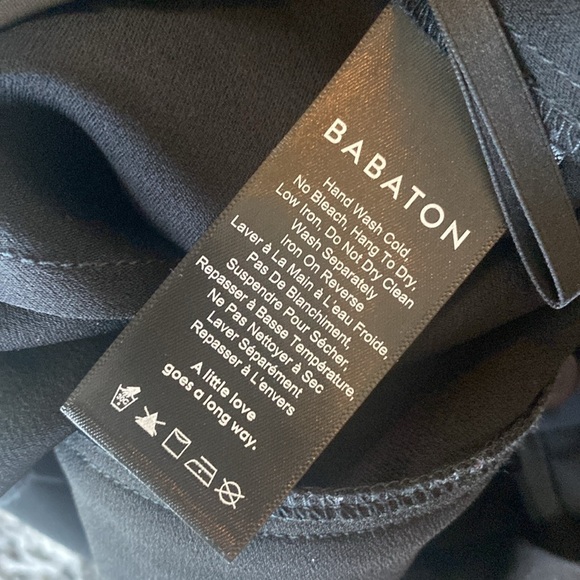 BABATON
Hand Wash Cold,
No Bleach, Hang To Dry,
Low Iron, Do Not Dry Clean
Wash Separately
Iron On Reverse
Laver à La Main à L'eau Froide,
Pas De Blanchiment,
Suspendre Pour Sécher,
Repasser à Basse Température,
Ne Pas Nettoyer à Sec
Laver Séparément
Repasser à L'envers
A little love
goes a long way.